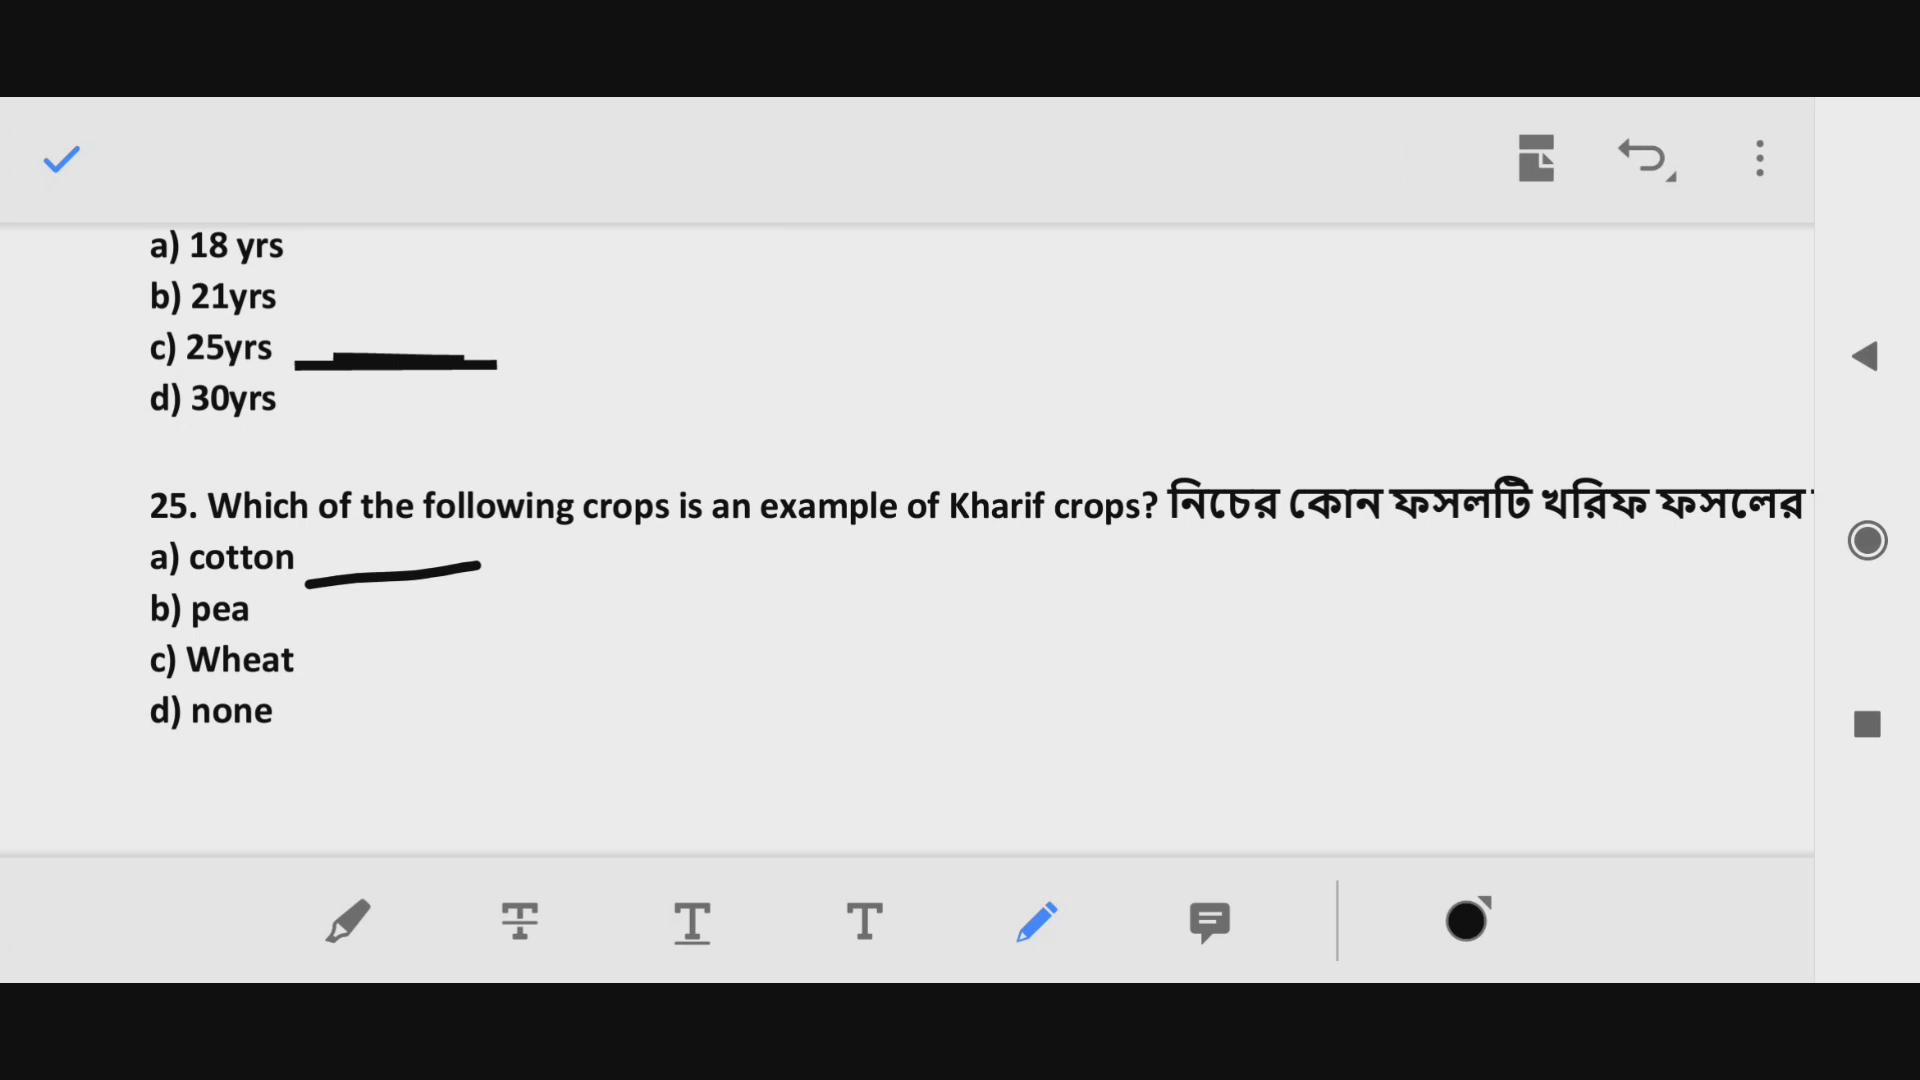 a) 18 yrs
b) 21yrs
c) 25yrs
d) 30yrs
25. Which of the following crops is an example of Kharif crops? নিচের কোন ফসলটি খরিফ ফসলের
a) cotton
b) pea
c) Wheat
d) none